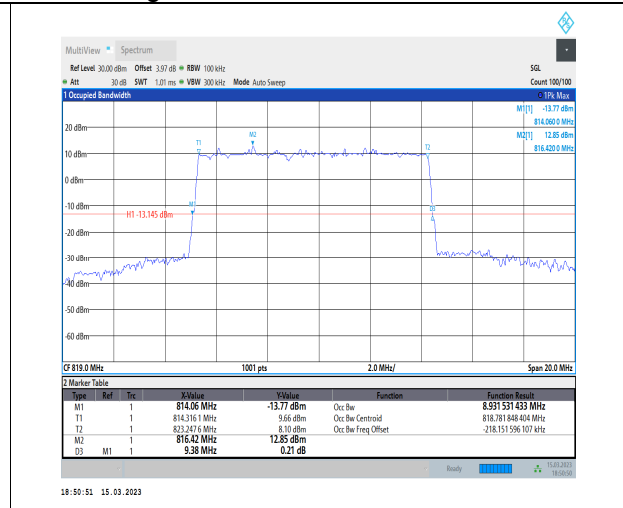 MultiView Spectrum
Ref Level 30.00 dBm Offset 3.97 dB RBW 100 kHz SGL
Att 30 dB SWT 1.01 ms VBW 300 kHz Mode Auto Sweep Count 100/100
1 Occupied Bandwidth 1Pk Max
M1[1] -13.77 dBm
814.0600 MHz
M2[1] 12.85 dBm
816.4200 MHz
20 dBm
M2
T1
T2
10 dBm
0 dBm
-10 dBm
M1
D3
H1 -13.145 dBm
-20 dBm
-30 dBm
-40 dBm
-50 dBm
-60 dBm
CF 819.0 MHz 1001 pts 2.0 MHz/ Span 20.0 MHz
2 Marker Table
Type Ref Trc X-Value Y-Value Function Function Result
M1 1 814.06 MHz -13.77 dBm Occ Bw 8.931 531 433 MHz
T1 1 814.316 1 MHz 9.66 dBm Occ Bw Centroid 818.781 848 404 MHz
T2 1 823.247 6 MHz 8.10 dBm Occ Bw Freq Offset -218.151 596 107 kHz
M2 1 816.42 MHz 12.85 dBm
D3 M1 1 9.38 MHz 0.21 dB
Ready 15.03.2023
18:50:50
18:50:51 15.03.2023